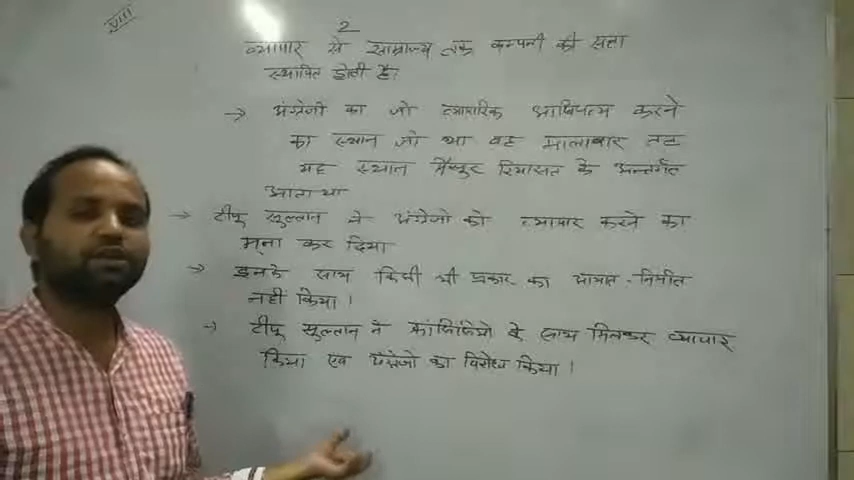 VIII
2
व्यापार से साम्राज्य तक कम्पनी की सत्ता
स्थापित होती है।
→ अंग्रेजो का जो व्यापारिक आधिपत्य करने
का स्थान जो था वह मालाबार तट
यह स्थान मैसूर रियासत के अन्तर्गत
आता था
→ टीपू सुल्तान ने अंग्रेजो को व्यापार करने का
मना कर दिया
→ इनके साथ किसी भी प्रकार का आयात-निर्यात
नहीं किया।
→ टीपू सुल्तान ने फ्रांसिसियो के साथ मिलकर व्यापार
किया एव अंग्रेजो का विरोध किया।